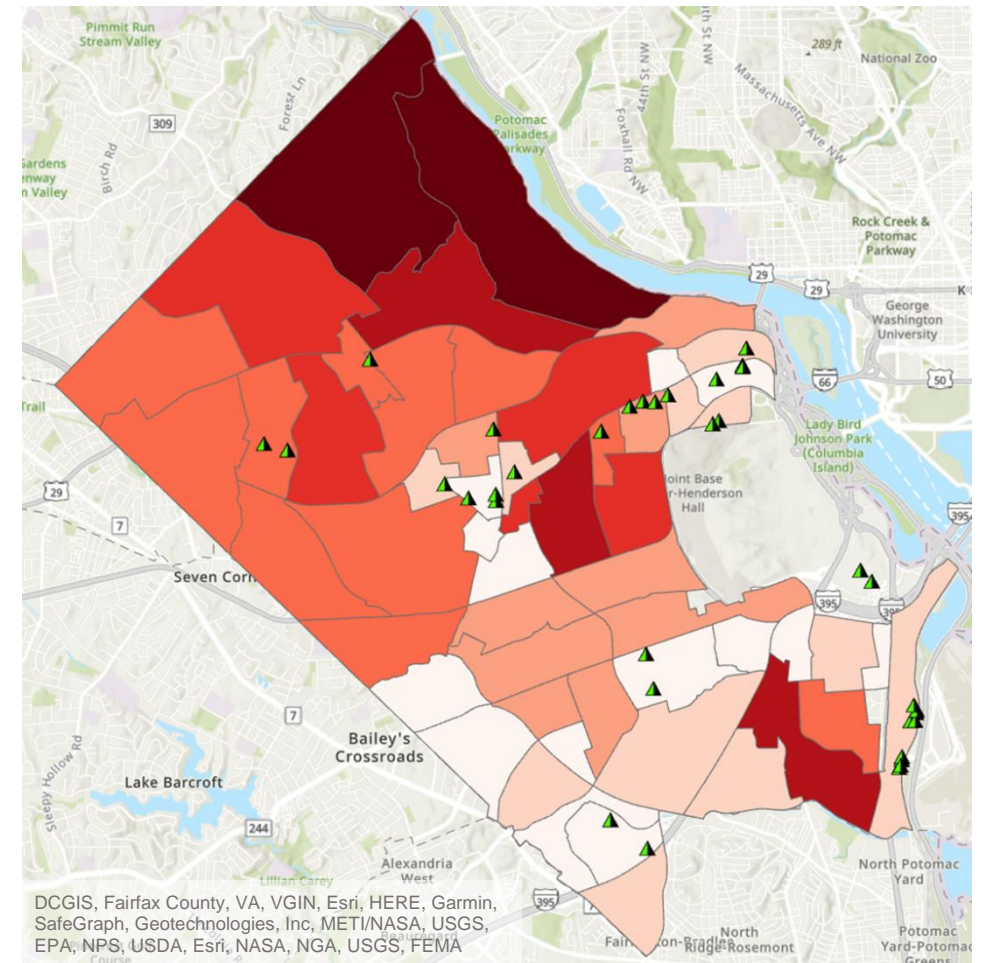 Pimmit Run
Stream Valley
309
Forest Ln
Birch Rd
44th St NW
289 ft
National Zoo
Massachusetts Ave NW
Foxhall Rd NW
Potomac
Palisades
Rock Creek &
Potomac
Parkway
29
29
K
George
Washington
University
66
50
Lady Bird
Johnson Park
(Columbia
Island)
Trail
29
7
Joint Base
r-Henderson
Hall
395
Seven Corn
395
395
7
Bailey's
Crossroads
Sleepy Hollow Rd
Lake Barcroft
244
Alexandria
West
Lillian Carey
395
North Potomac
Yard
North
Ridge-Rosemont
Potomac
Yard-Potomac
Greens
DCGIS, Fairfax County, VA, VGIN, Esri, HERE, Garmin,
SafeGraph, Geotechnologies, Inc, METI/NASA, USGS,
EPA, NPS, USDA, Esri, NASA, NGA, USGS, FEMA